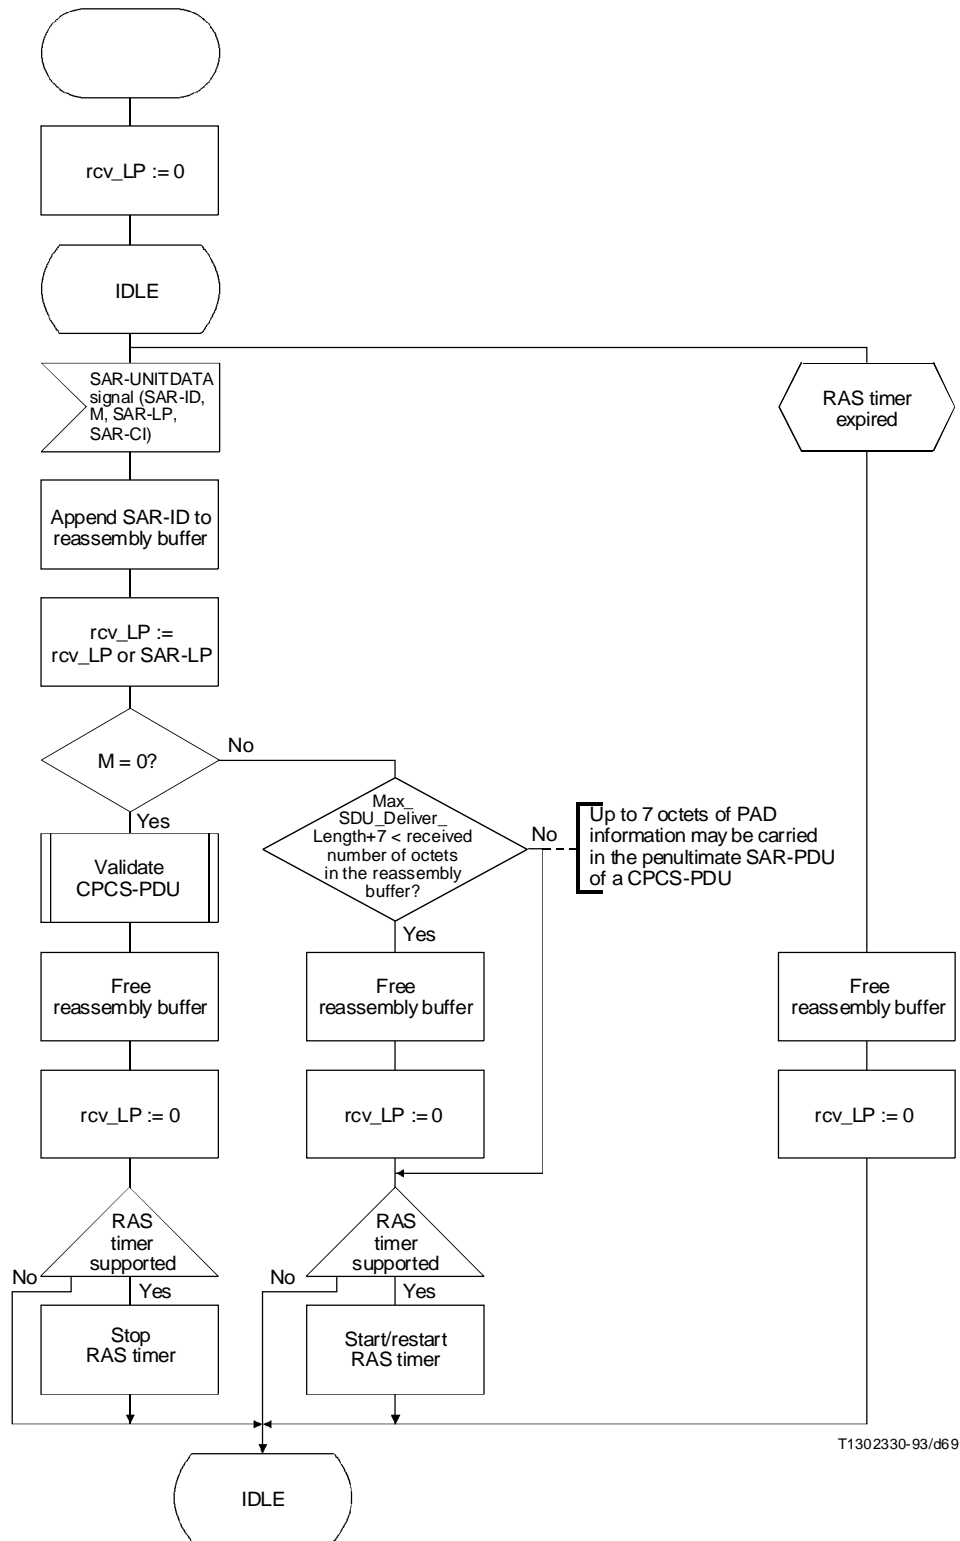 rcv_LP := 0
IDLE
SAR-UNITDATA
signal (SAR-ID,
M, SAR-LP,
SAR-CI)
RAS timer
expired
Append SAR-ID to
reassembly buffer
rcv_LP :=
rcv_LP or SAR-LP
M = 0?
No
Yes
Max_
SDU_Deliver_
Length+7 < received
number of octets
in the reassembly
buffer?
No
Yes
Up to 7 octets of PAD
information may be carried
in the penultimate SAR-PDU
of a CPCS-PDU
Validate
CPCS-PDU
Free
reassembly buffer
Free
reassembly buffer
Free
reassembly buffer
rcv_LP := 0
rcv_LP := 0
rcv_LP := 0
RAS
timer
supported
No
Yes
RAS
timer
supported
No
Yes
Stop
RAS timer
Start/restart
RAS timer
T1302330-93/d69
IDLE